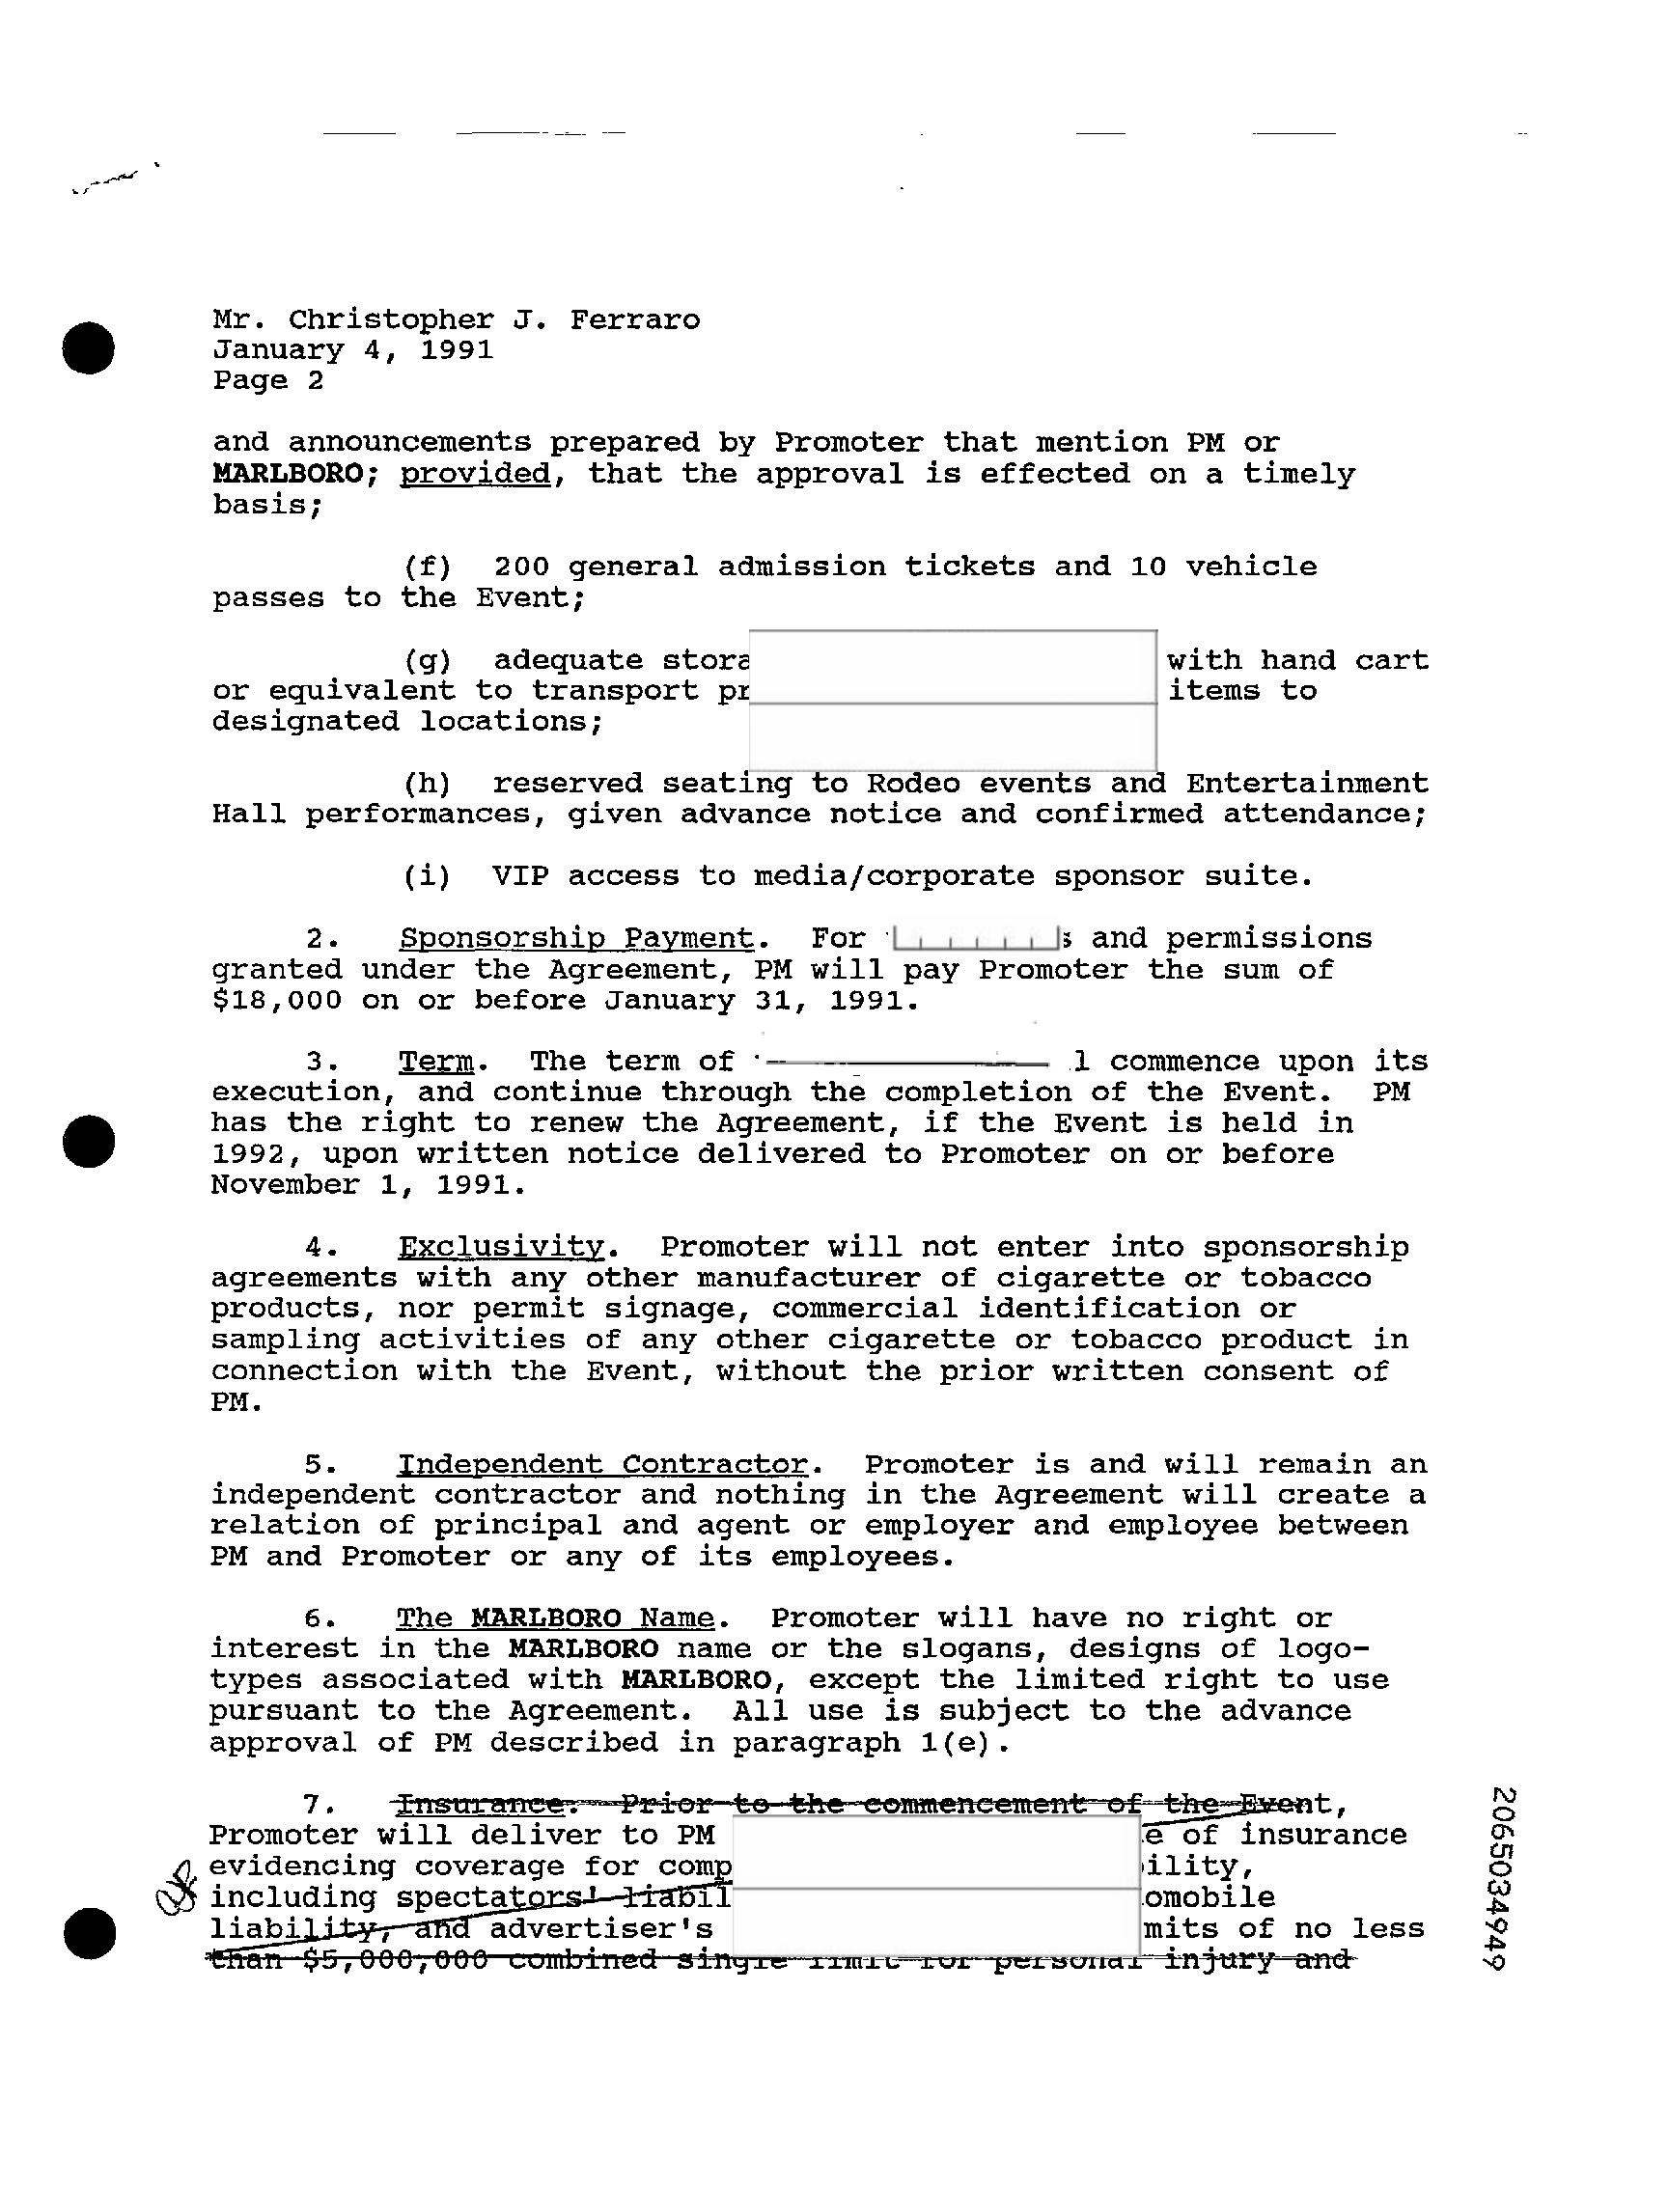 Mr. Christopher J. Ferraro
January 4, 1991
Page 2
and announcements prepared by Promoter that mention PM or
MARLBORO; provided, that the approval is effected on a timely
basis;
(f) 200 general admission tickets and 10 vehicle
passes to the Event;
(g) adequate with hand cart
or equivalent to transport items to
designated locations;
(h) reserved seating to Rodeo events and Entertainment
Hall performances, given advance notice and confirmed attendance;
(i) VIP access to media/corporate sponsor suite.
2. Sponsorship Payment. For and permissions
granted under the Agreement, PM will pay Promoter the sum of
$18,000 on or before January 31, 1991.
3. Term. The term of commence upon its
execution, and continue through the completion of the Event. PM
has the right to renew the Agreement, if the Event is held in
1992, upon written notice delivered to Promoter on or before
November 1, 1991.
4. Exclusivity. Promoter will not enter into sponsorship
agreements with any other manufacturer of cigarette or tobacco
products, nor permit signage, commercial identification or
sampling activities of any other cigarette or tobacco product in
connection with the Event, without the prior written consent of
PM.
5. Independent Contractor. Promoter is and will remain an
independent contractor and nothing in the Agreement will create a
relation of principal and agent or employer and employee between
PM and Promoter or any of its employees.
6. The MARLBORO Name. Promoter will have no right or
interest in the MARLBORO name or the slogans, designs of logo-
types associated with MARLBORO, except the limited right to use
pursuant to the Agreement. All use is subject to the advance
approval of PM described in paragraph 1(e).
7. Insurance. Prior to the commencement of the Event,
Promoter will deliver to PM of insurance
evidencing coverage for
including spectators'
liability, and advertiser's of no less
than $5,000,000 combined single limit for personal injury and
2065034949